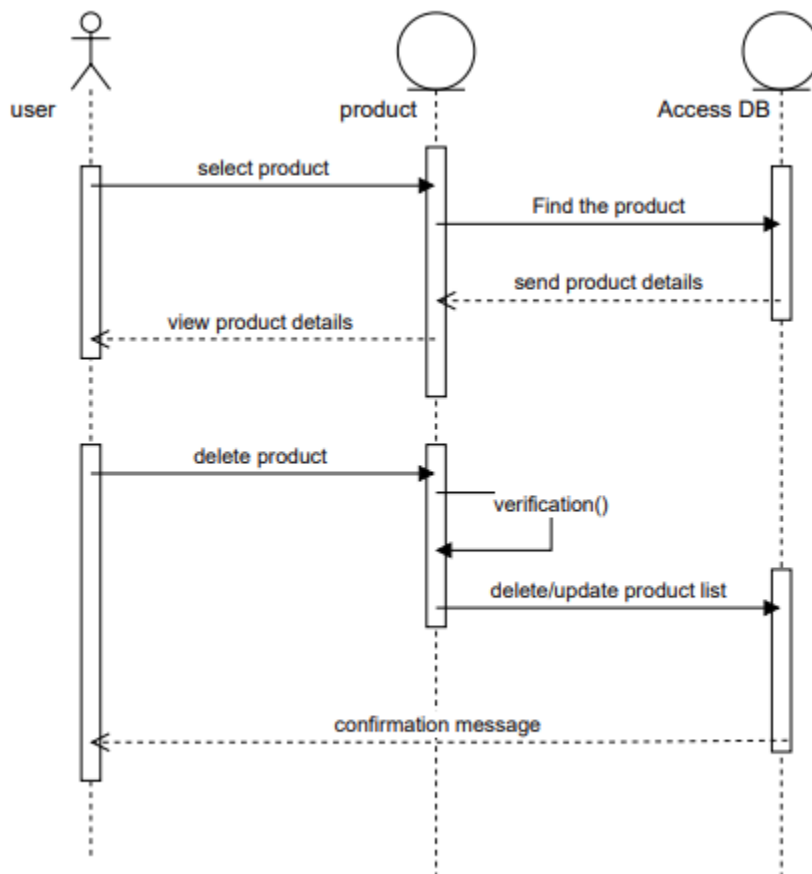 user
product
Access DB
select product
Find the product
send product details
view product details
delete product
verification()
delete/update product list
confirmation message